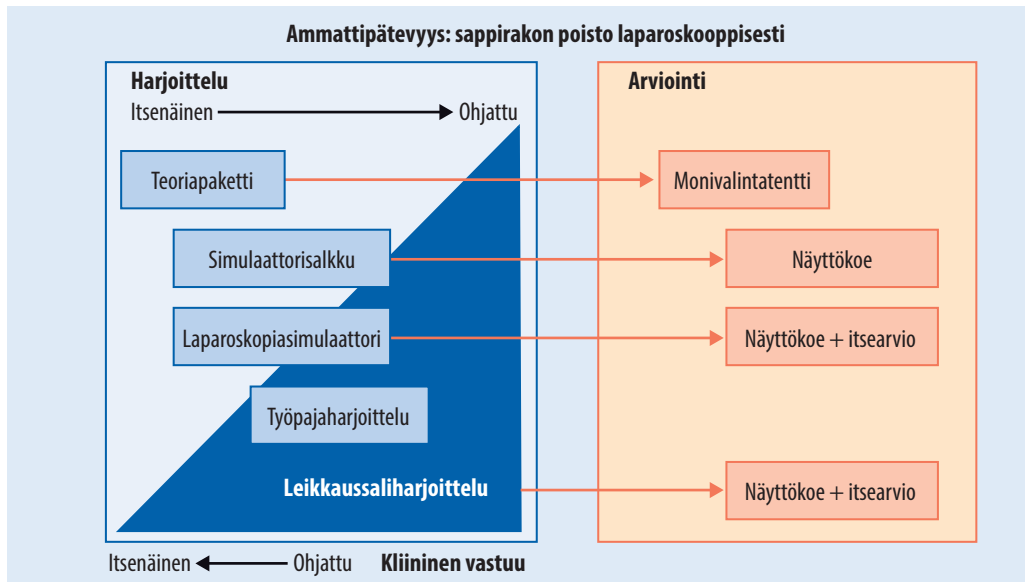 Ammattipätevyys: sappirakon poisto laparoskooppisesti
Harjoittelu
Itsenäinen Ohjattu
Teoriapaketti
Simulaattorisalkku
Laparoskopiasimulaattori
Työpajaharjoittelu
Leikkaussaliharjoittelu
Itsenäinen Ohjattu Kliininen vastuu
Arviointi
Monivalintatentti
Näyttökoe
Näyttökoe + itsearvio
Näyttökoe + itsearvio